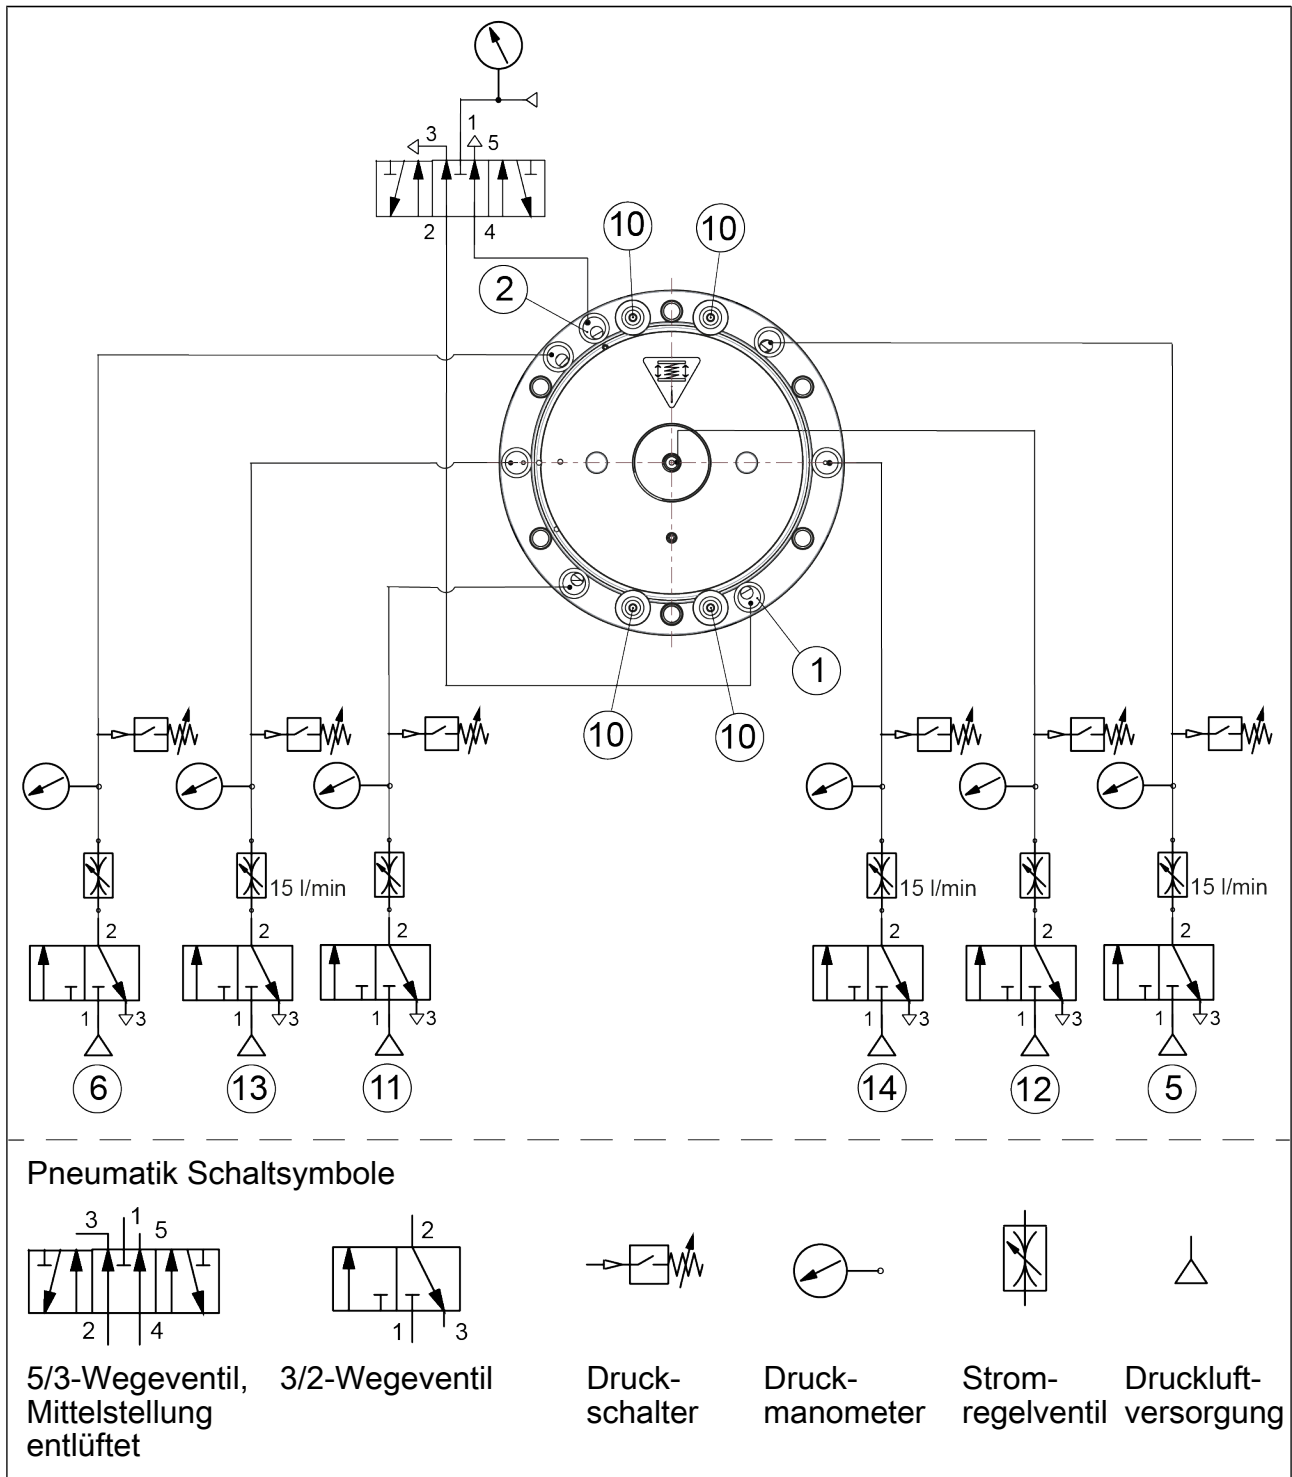 3
1
5
2
4
10
10
2
1
10
10
15 l/min
15 l/min
15 l/min
2
2
2
2
2
2
1
3
1
3
1
3
1
3
1
3
1
3
6
13
11
14
12
5
Pneumatik Schaltsymbole
3
1
5
2
4
2
1
3
5/3-Wegeventil,
Mittelstellung
entlüftet
3/2-Wegeventil
Druck-
schalter
Druck-
manometer
Strom-
regelventil
Druckluft-
versorgung